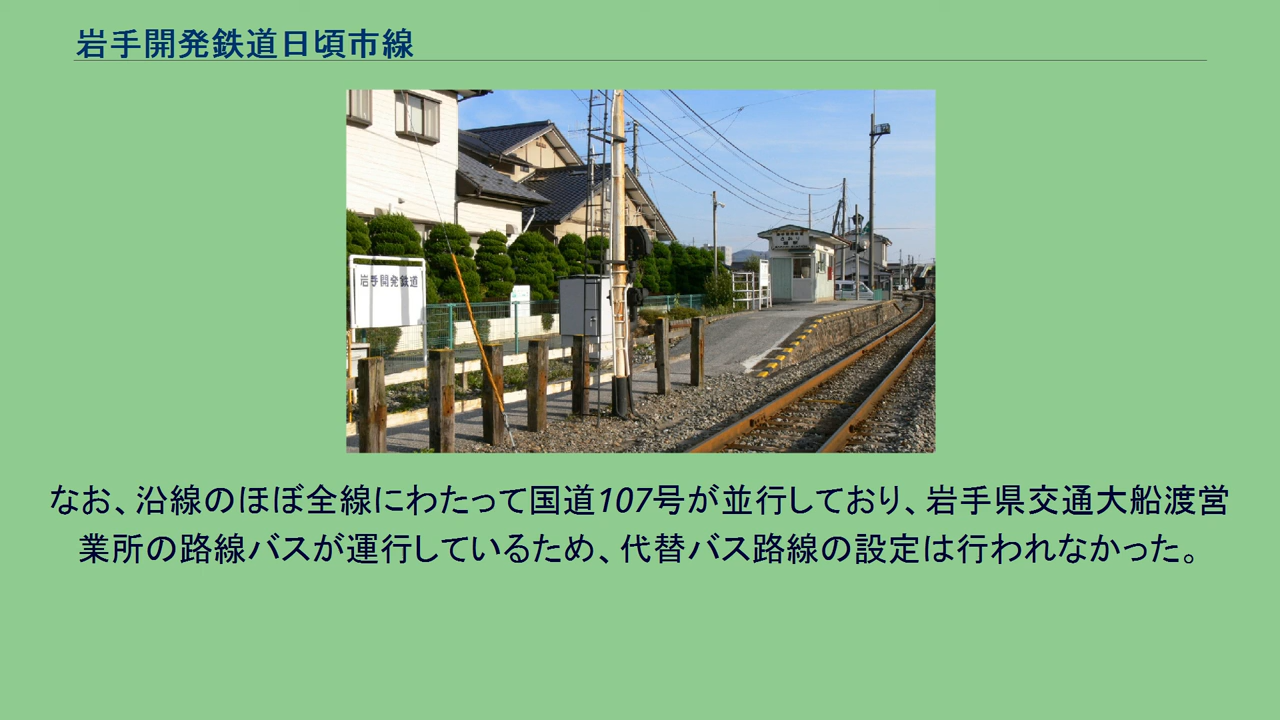 岩手開発鉄道日頃市線
岩手開発鉄道
なお、沿線のほぼ全線にわたって国道107号が並行しており、岩手県交通大船渡営
業所の路線バスが運行しているため、代替バス路線の設定は行われなかった。